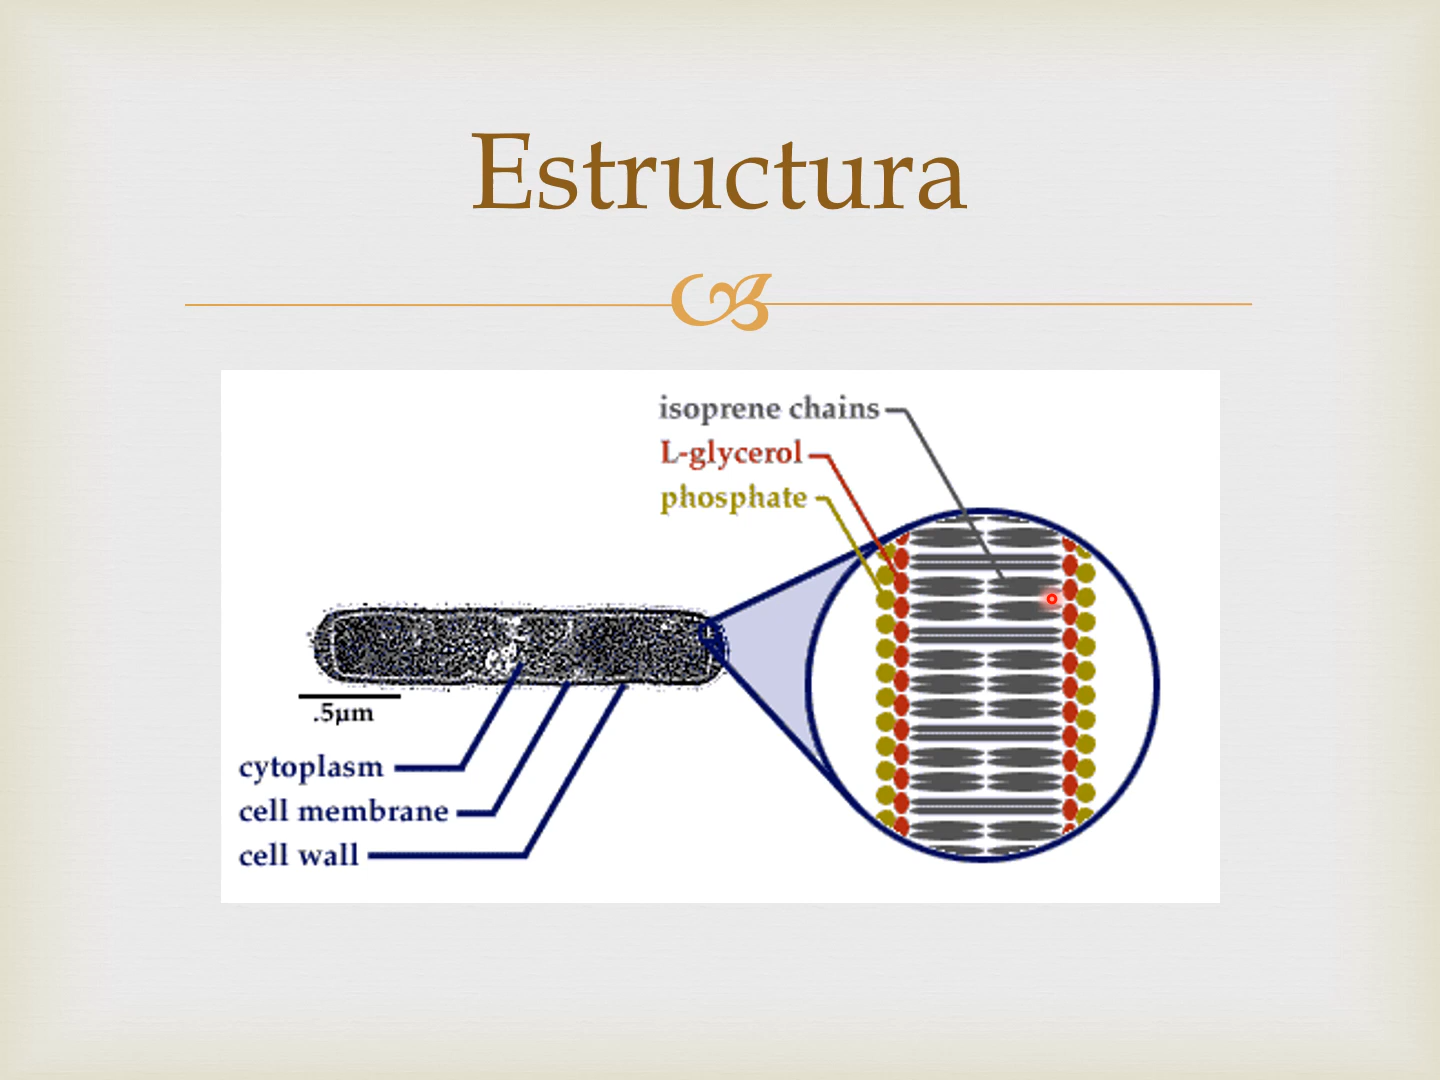 Estructura
isoprene chains
L-glycerol
phosphate
.5µm
cytoplasm
cell membrane
cell wall